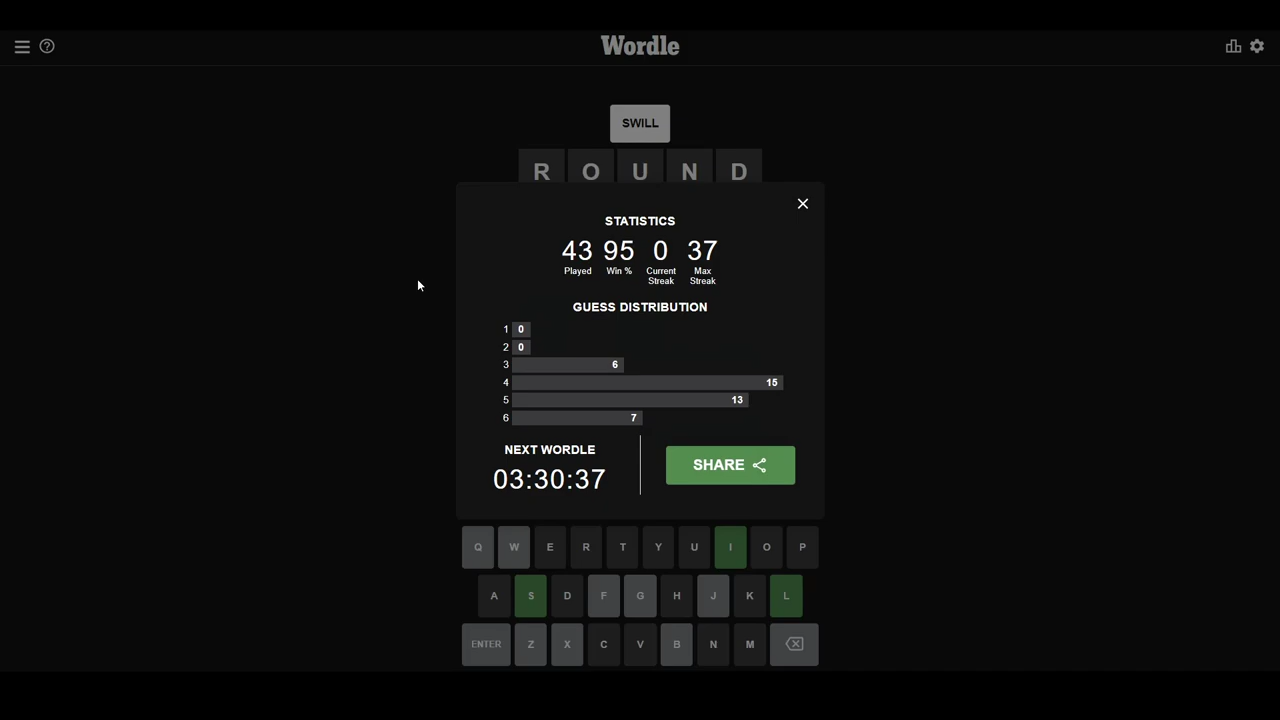 Wordle
SWILL
R O U N D
STATISTICS
43 95 0 37
Played Win % Current Streak Max Streak
GUESS DISTRIBUTION
1 0
2 0
3 6
4 15
5 13
6 7
NEXT WORDLE
03:30:37
SHARE
Q W E R T Y U I O P
A S D F G H J K L
ENTER Z X C V B N M